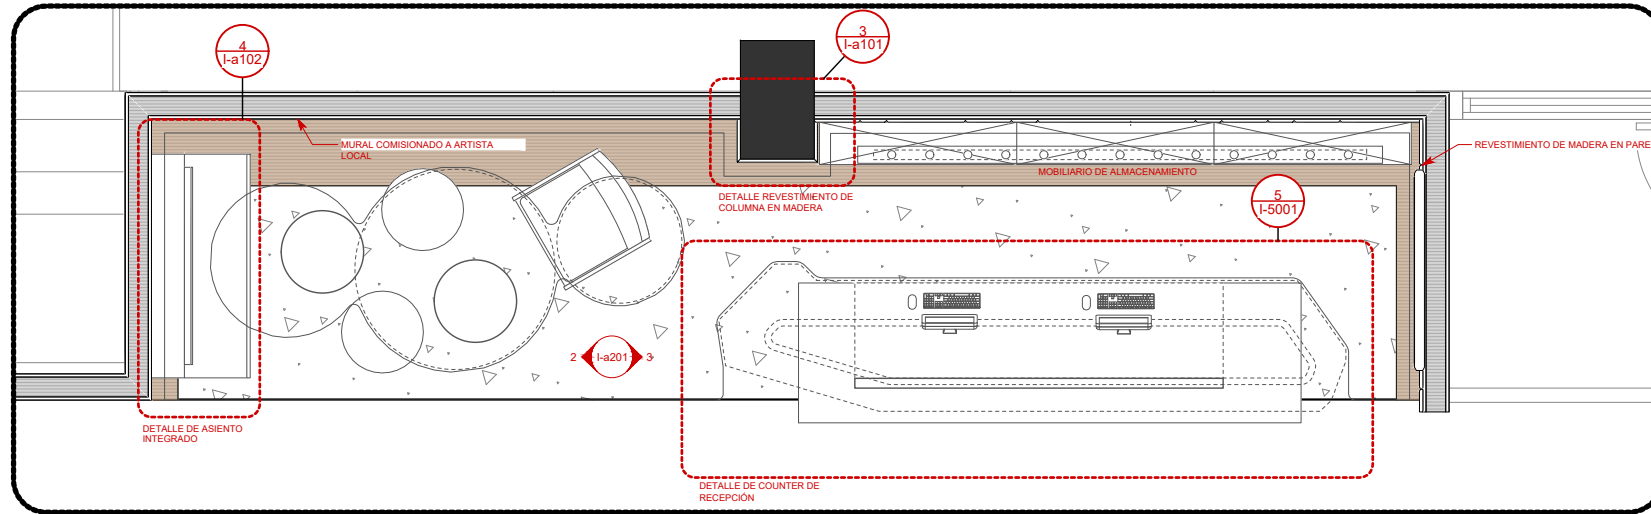 4
I-a102
3
I-a101
MURAL COMISIONADO A ARTISTA
LOCAL
REVESTIMIENTO DE MADERA EN PARE
MOBILIARIO DE ALMACENAMIENTO
DETALLE REVESTIMIENTO DE
COLUMNA EN MADERA
5
I-5001
2 I-a201 3
DETALLE DE ASIENTO
INTEGRADO
DETALLE DE COUNTER DE
RECEPCIÓN